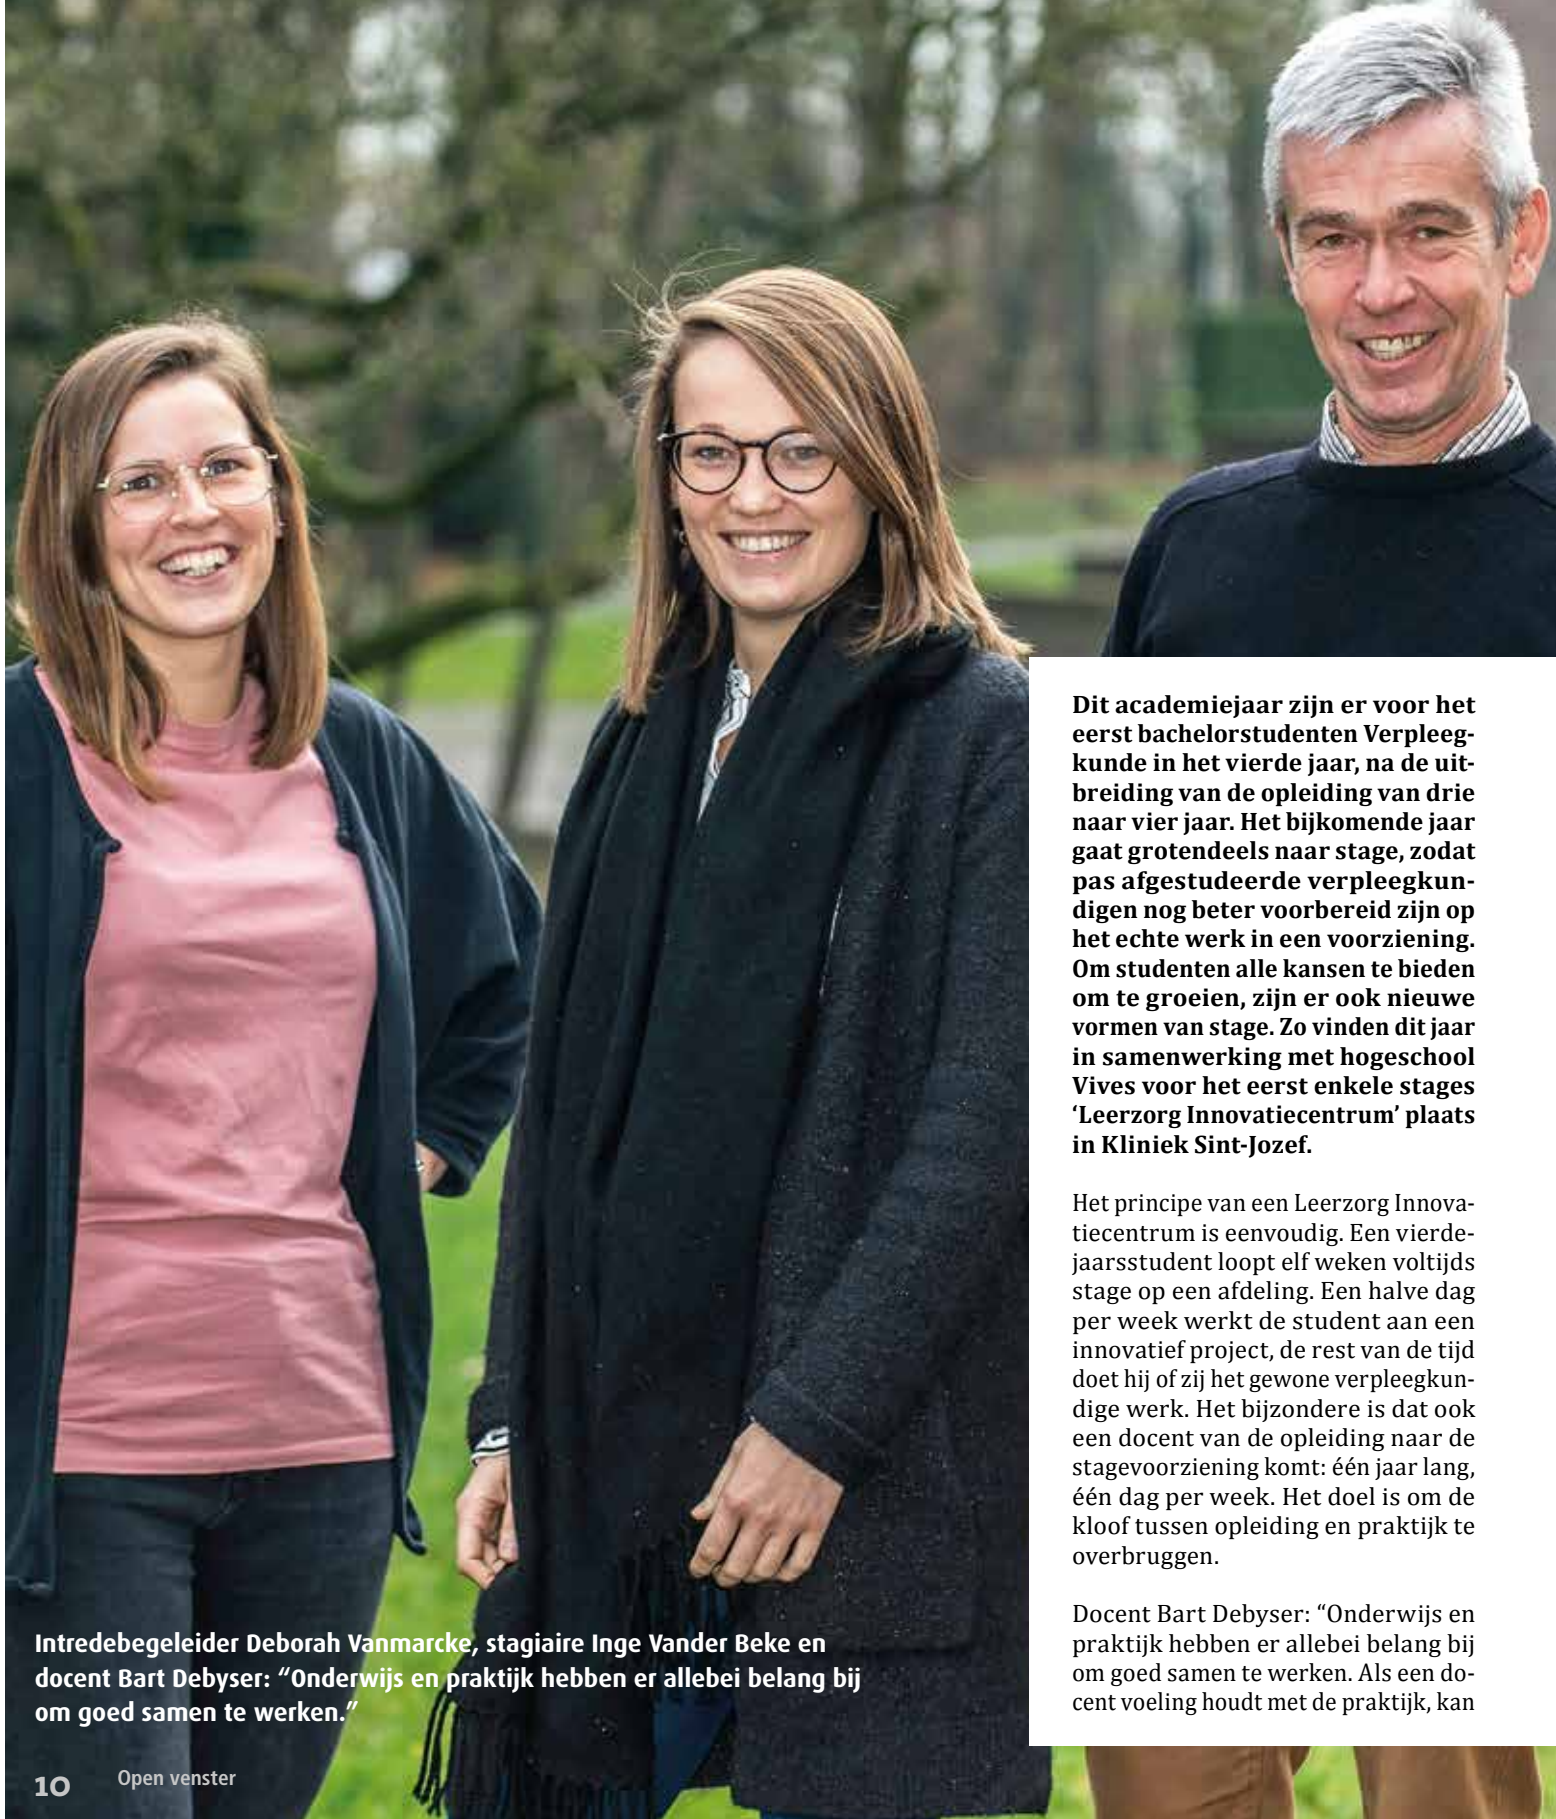 Dit academiejaar zijn er voor het
eerst bachelorstudenten Verpleeg-
kunde in het vierde jaar, na de uit-
breiding van de opleiding van drie
naar vier jaar. Het bijkomende jaar
gaat grotendeels naar stage, zodat
pas afgestudeerde verpleegkun-
digen nog beter voorbereid zijn op
het echte werk in een voorziening.
Om studenten alle kansen te bieden
om te groeien, zijn er ook nieuwe
vormen van stage. Zo vinden dit jaar
in samenwerking met hogeschool
Vives voor het eerst enkele stages
‘Leerzorg Innovatiecentrum’ plaats
in Kliniek Sint-Jozef.
Het principe van een Leerzorg Innova-
tiecentrum is eenvoudig. Een vierde-
jaarsstudent loopt elf weken voltijds
stage op een afdeling. Een halve dag
per week werkt de student aan een
innovatief project, de rest van de tijd
doet hij of zij het gewone verpleegkun-
dige werk. Het bijzondere is dat ook
een docent van de opleiding naar de
stagevoorziening komt: één jaar lang,
één dag per week. Het doel is om de
kloof tussen opleiding en praktijk te
overbruggen.
Docent Bart Debyser: “Onderwijs en
praktijk hebben er allebei belang bij
om goed samen te werken. Als een do-
cent voeling houdt met de praktijk, kan
Intredebegeleider Deborah Vanmarcke, stagiaire Inge Vander Beke en
docent Bart Debyser: “Onderwijs en praktijk hebben er allebei belang bij
om goed samen te werken.”
10 Open venster